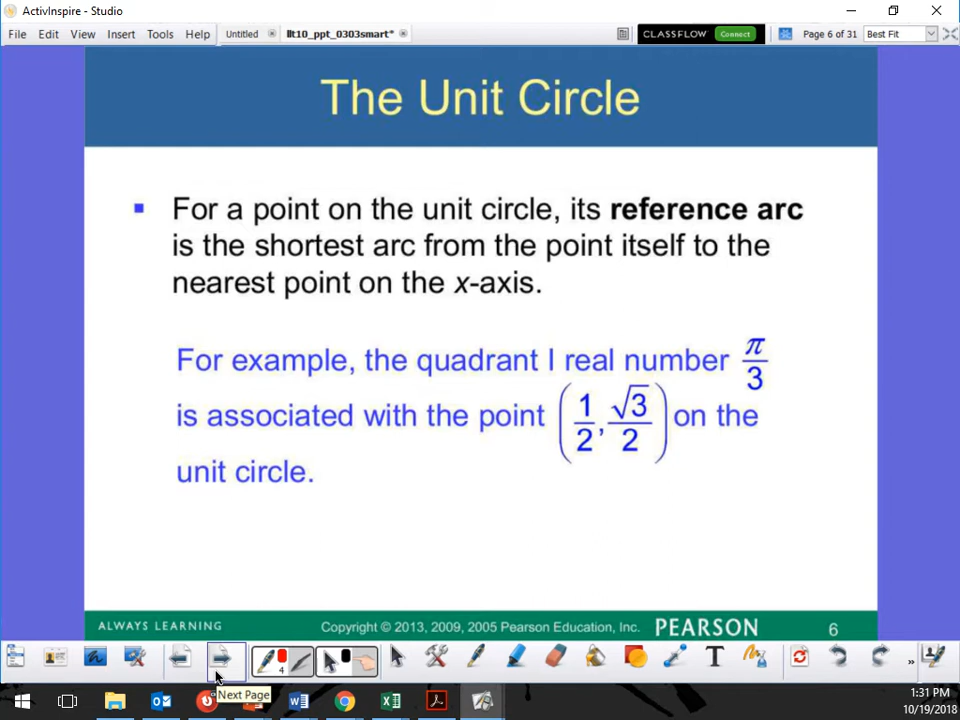 ActivInspire - Studio
File Edit View Insert Tools Help Untitled llt10_ppt_0303smart* CLASSFLOW Connect Page 6 of 31 Best Fit
The Unit Circle
▪ For a point on the unit circle, its reference arc
is the shortest arc from the point itself to the
nearest point on the x-axis.
For example, the quadrant I real number π/3
is associated with the point (1/2, √3/2) on the
unit circle.
ALWAYS LEARNING Copyright © 2013, 2009, 2005 Pearson Education, Inc. PEARSON 6
4 T »
Next Page
1:31 PM
10/19/2018